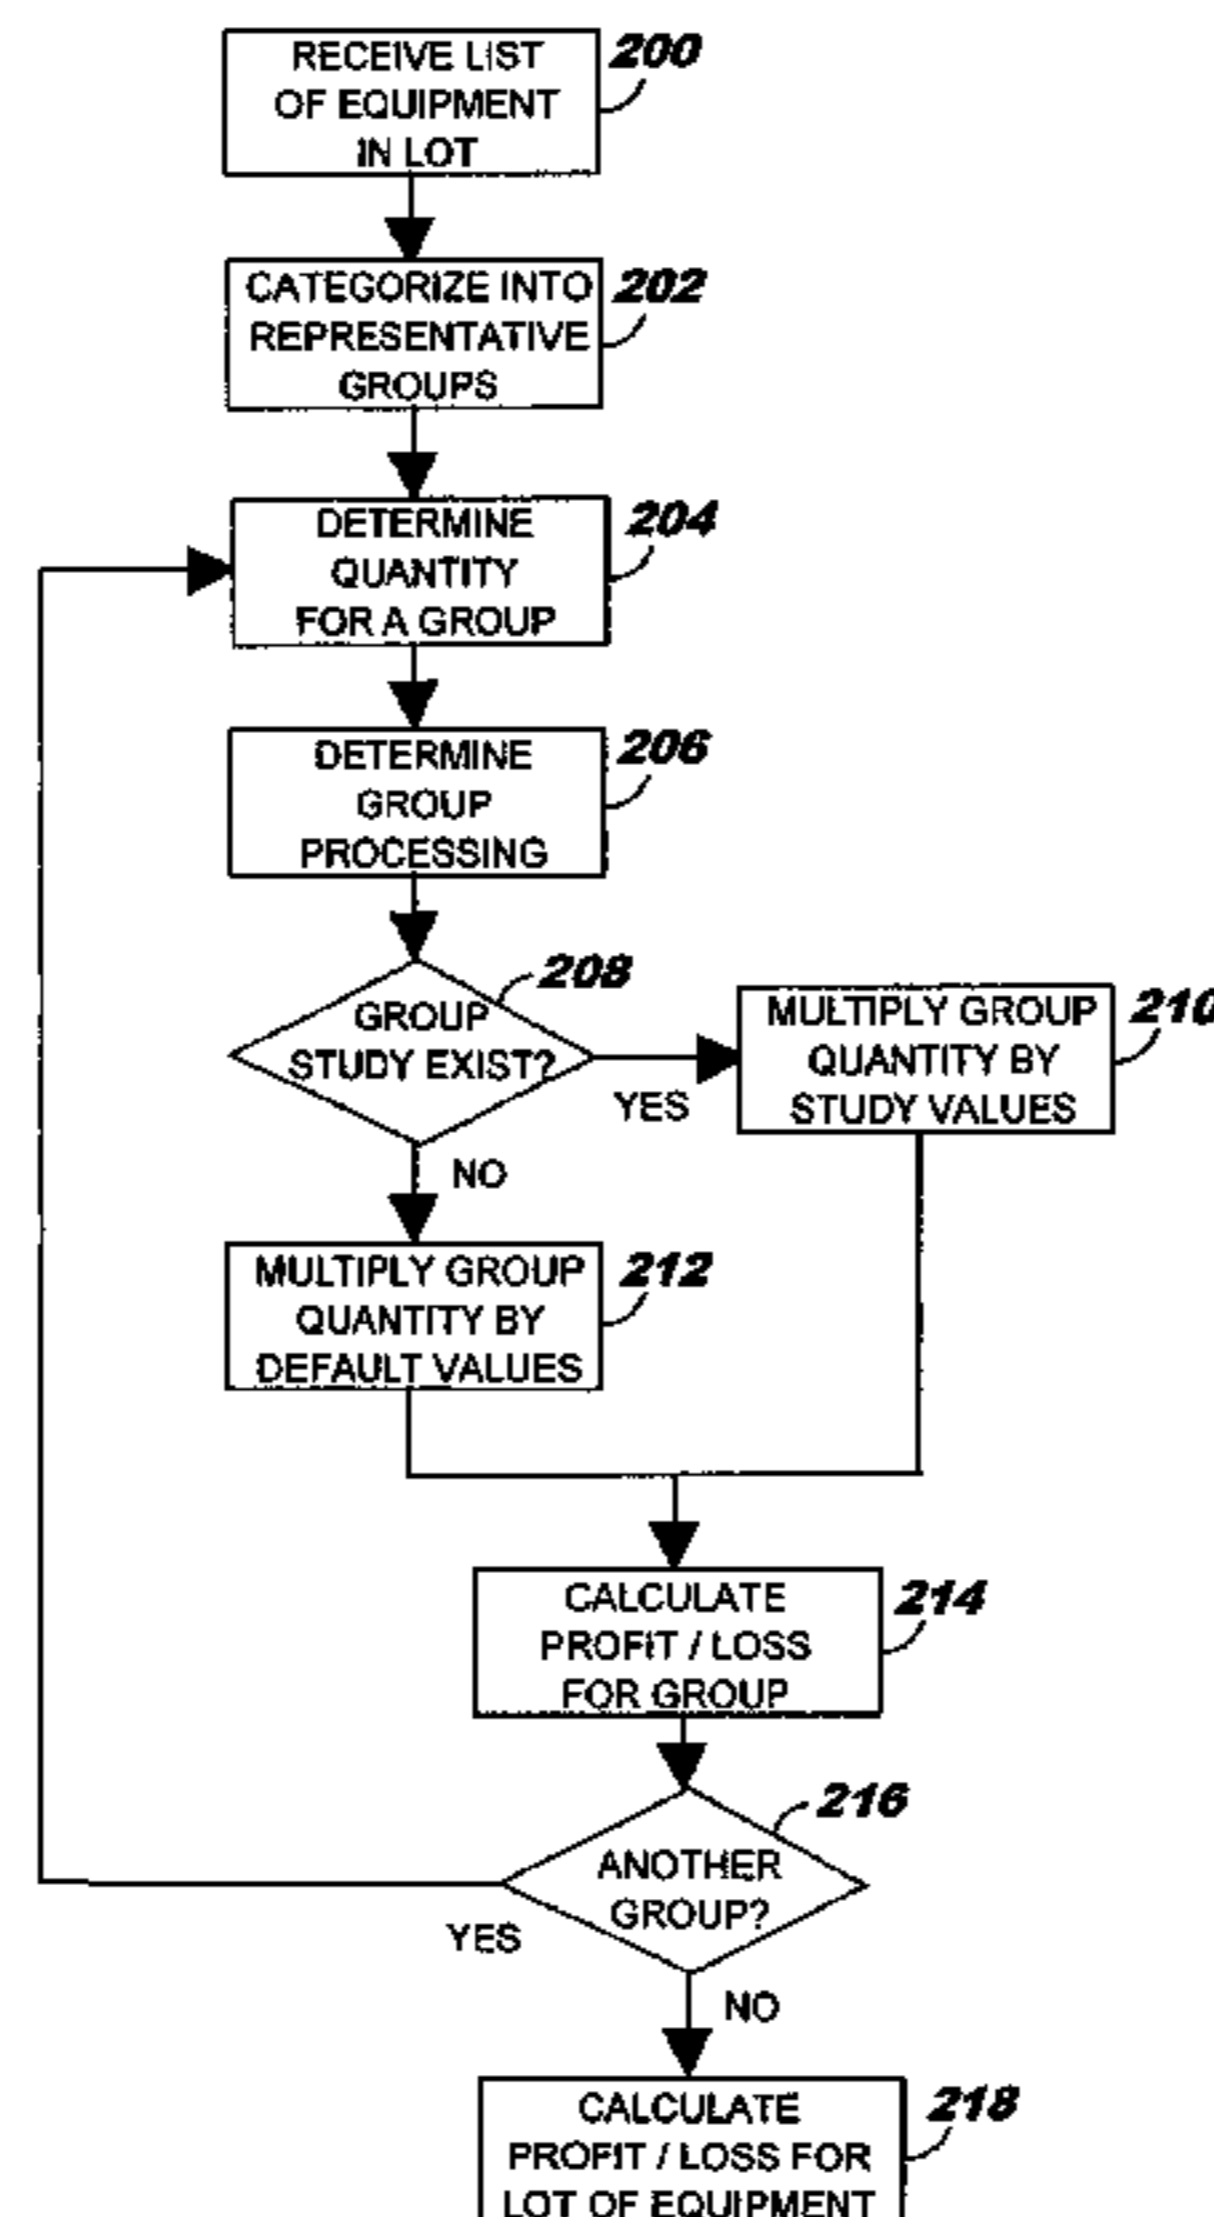 RECEIVE LIST
OF EQUIPMENT
IN LOT
200
CATEGORIZE INTO
REPRESENTATIVE
GROUPS
202
DETERMINE
QUANTITY
FOR A GROUP
204
DETERMINE
GROUP
PROCESSING
206
GROUP
STUDY EXIST?
208
YES
MULTIPLY GROUP
QUANTITY BY
STUDY VALUES
210
NO
MULTIPLY GROUP
QUANTITY BY
DEFAULT VALUES
212
CALCULATE
PROFIT / LOSS
FOR GROUP
214
ANOTHER
GROUP?
216
YES
NO
CALCULATE
PROFIT / LOSS FOR
LOT OF EQUIPMENT
218